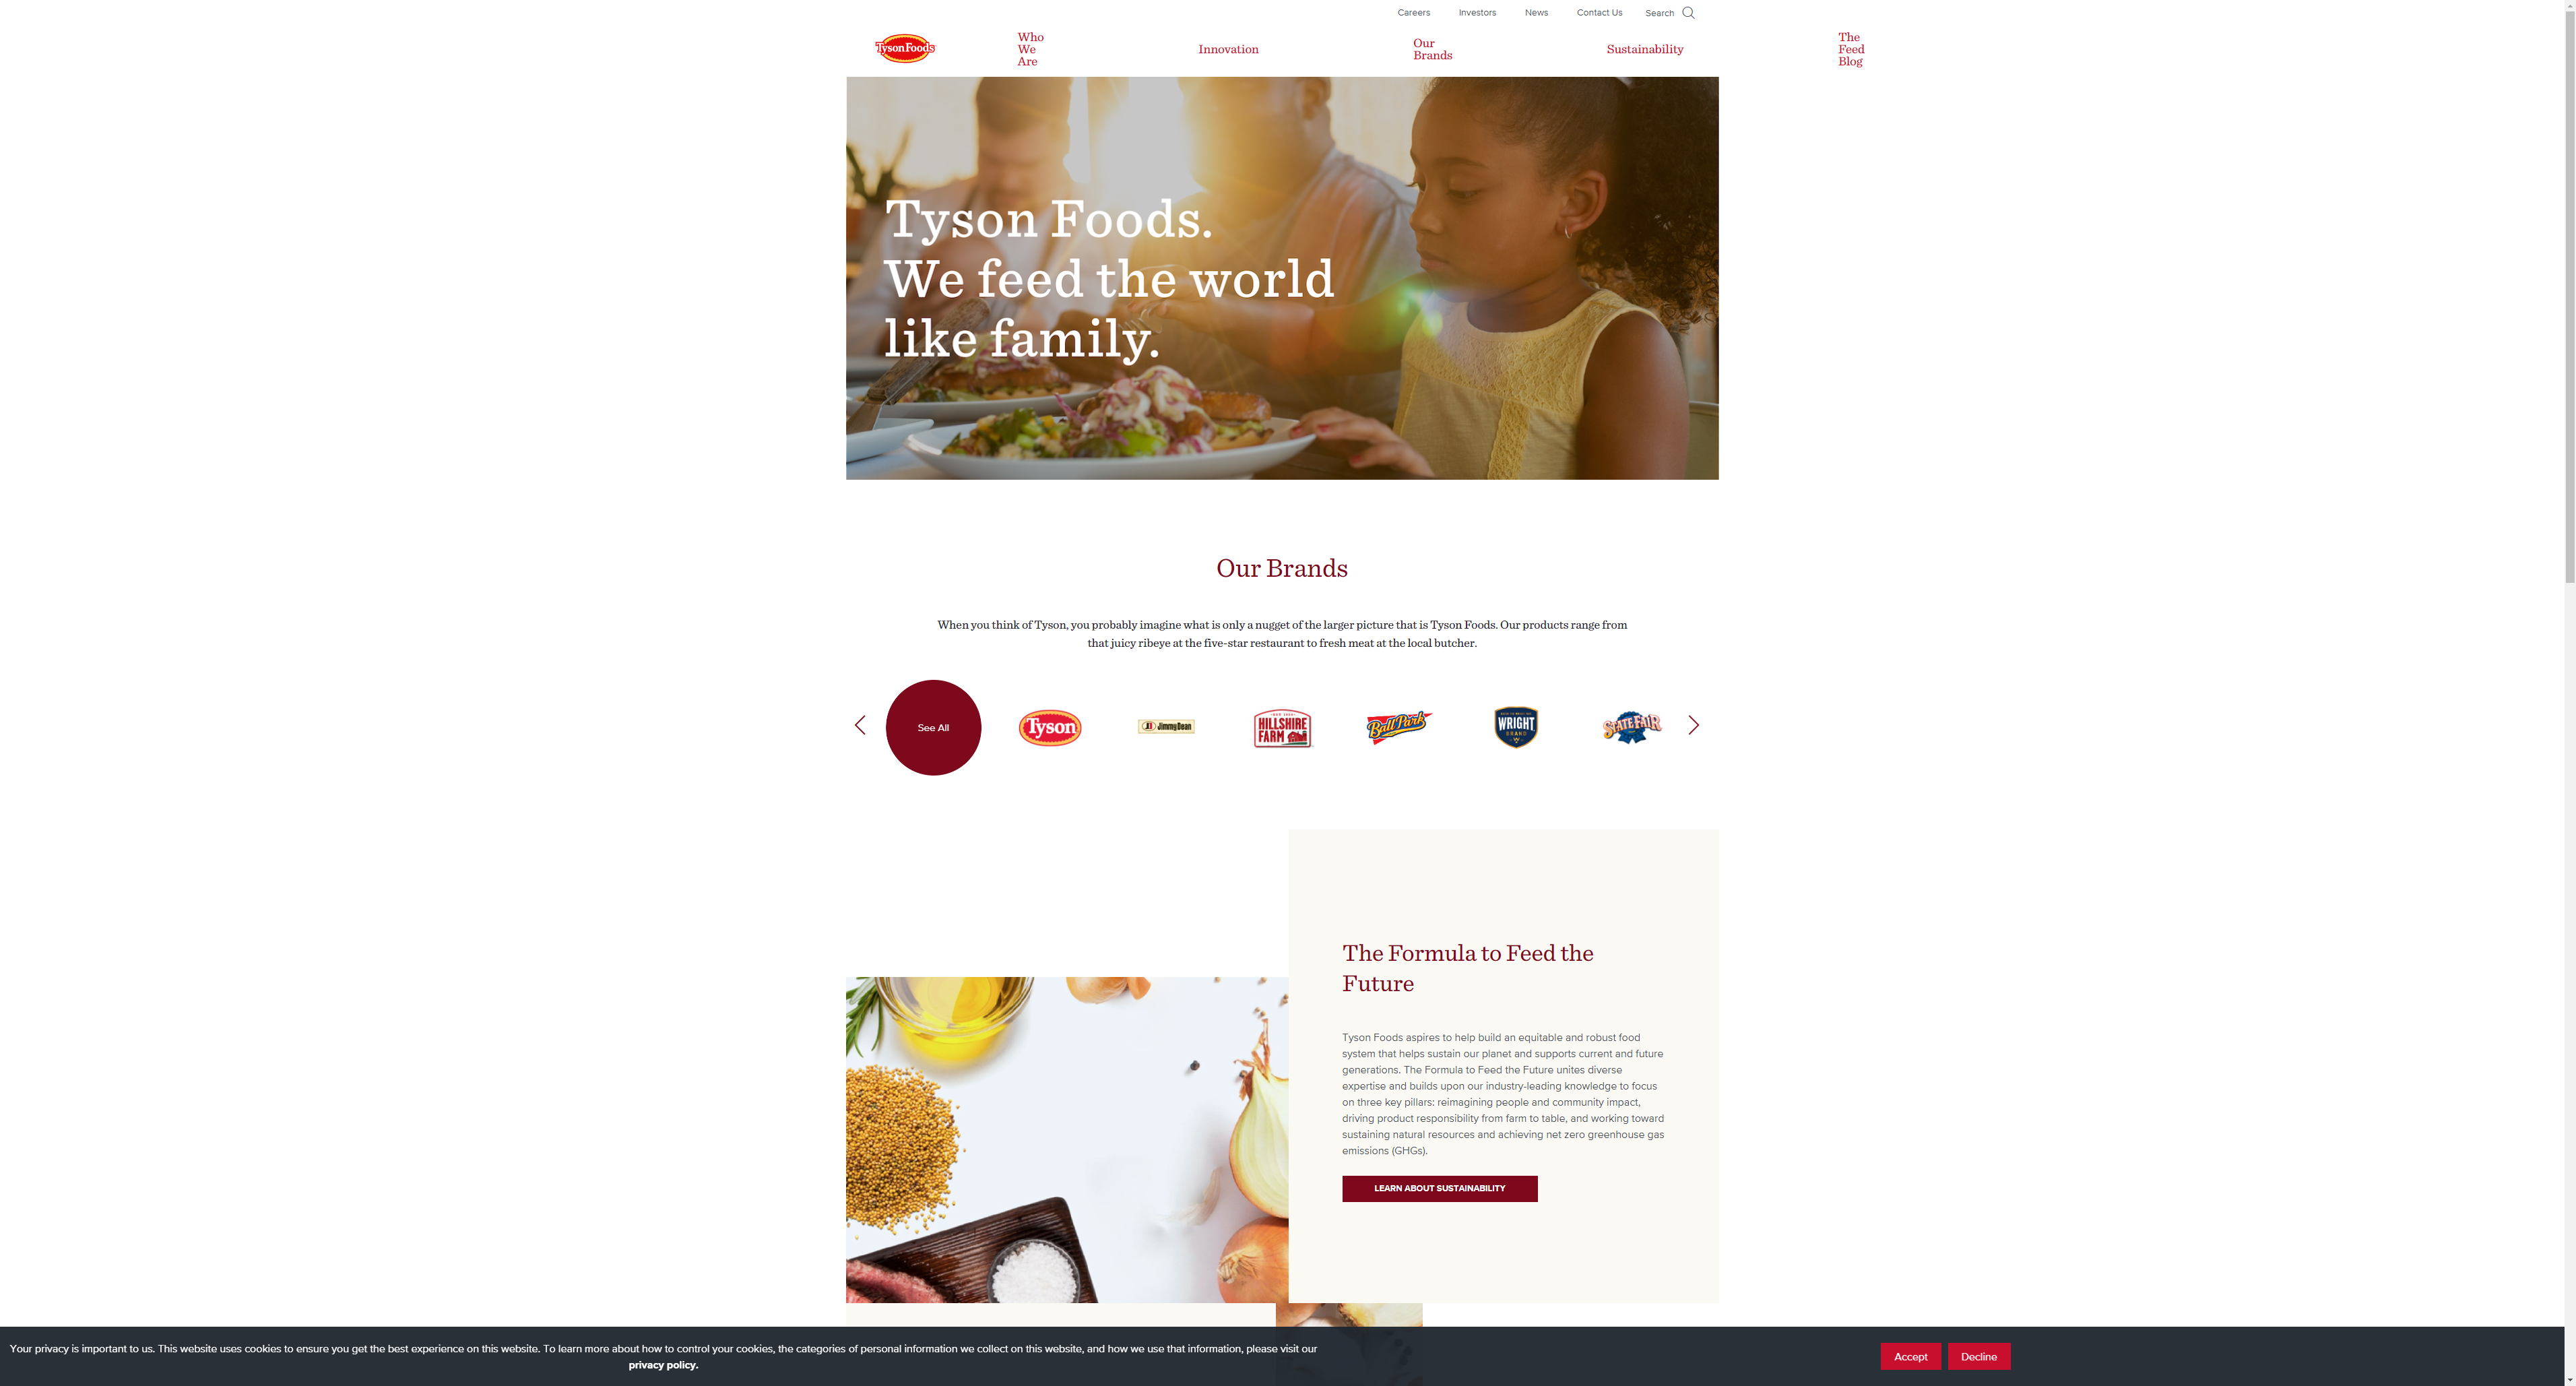 Careers Investors News Contact Us Search
Tyson Foods
Who
We
Are
Innovation
Our
Brands
Sustainability
The
Feed
Blog
Tyson Foods.
We feed the world
like family.
Our Brands
When you think of Tyson, you probably imagine what is only a nugget of the larger picture that is Tyson Foods. Our products range from
that juicy ribeye at the five-star restaurant to fresh meat at the local butcher.
See All
Tyson
Jimmy Dean
HILLSHIRE
FARM
Ball Park
WRIGHT
BRAND
STATE FAIR
The Formula to Feed the
Future
Tyson Foods aspires to help build an equitable and robust food
system that helps sustain our planet and supports current and future
generations. The Formula to Feed the Future unites diverse
expertise and builds upon our industry-leading knowledge to focus
on three key pillars: reimagining people and community impact,
driving product responsibility from farm to table, and working toward
sustaining natural resources and achieving net zero greenhouse gas
emissions (GHGs).
LEARN ABOUT SUSTAINABILITY
Your privacy is important to us. This website uses cookies to ensure you get the best experience on this website. To learn more about how to control your cookies, the categories of personal information we collect on this website, and how we use that information, please visit our
privacy policy.
Accept Decline